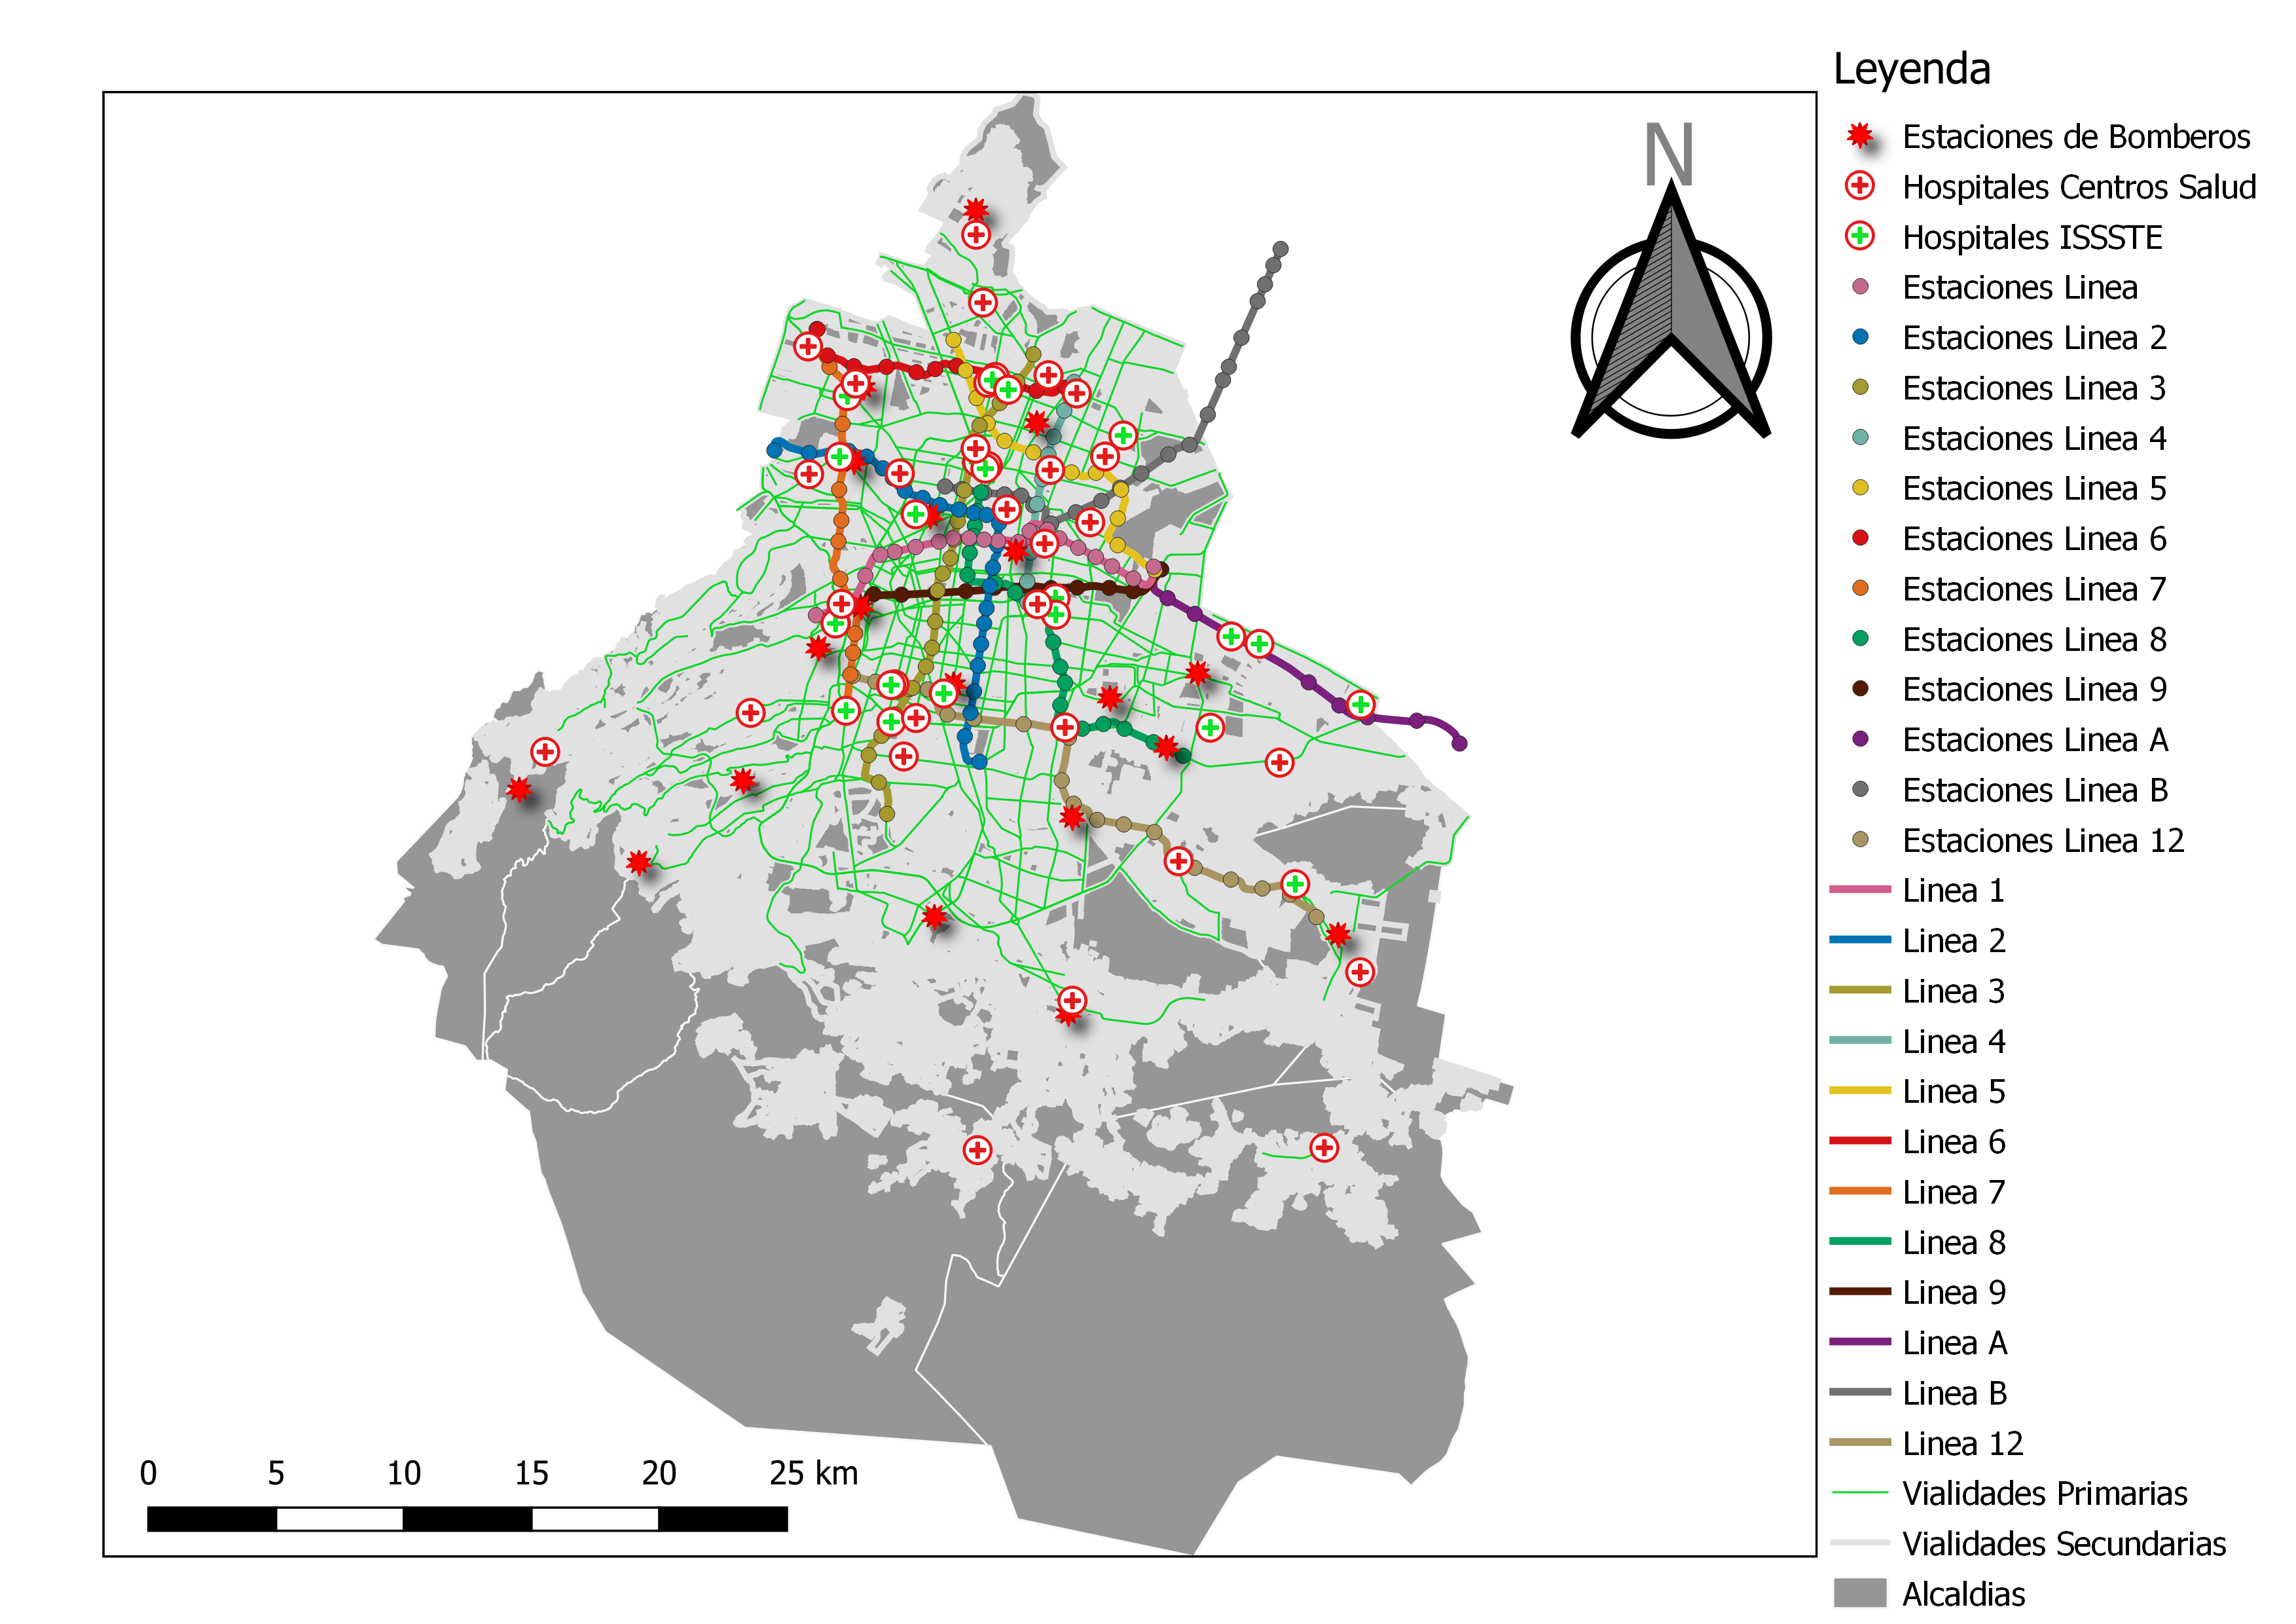 Leyenda
N
Estaciones de Bomberos
Hospitales Centros Salud
Hospitales ISSSTE
Estaciones Linea
Estaciones Linea 2
Estaciones Linea 3
Estaciones Linea 4
Estaciones Linea 5
Estaciones Linea 6
Estaciones Linea 7
Estaciones Linea 8
Estaciones Linea 9
Estaciones Linea A
Estaciones Linea B
Estaciones Linea 12
Linea 1
Linea 2
Linea 3
Linea 4
Linea 5
Linea 6
Linea 7
Linea 8
Linea 9
Linea A
Linea B
Linea 12
Vialidades Primarias
Vialidades Secundarias
Alcaldias
0 5 10 15 20 25 km